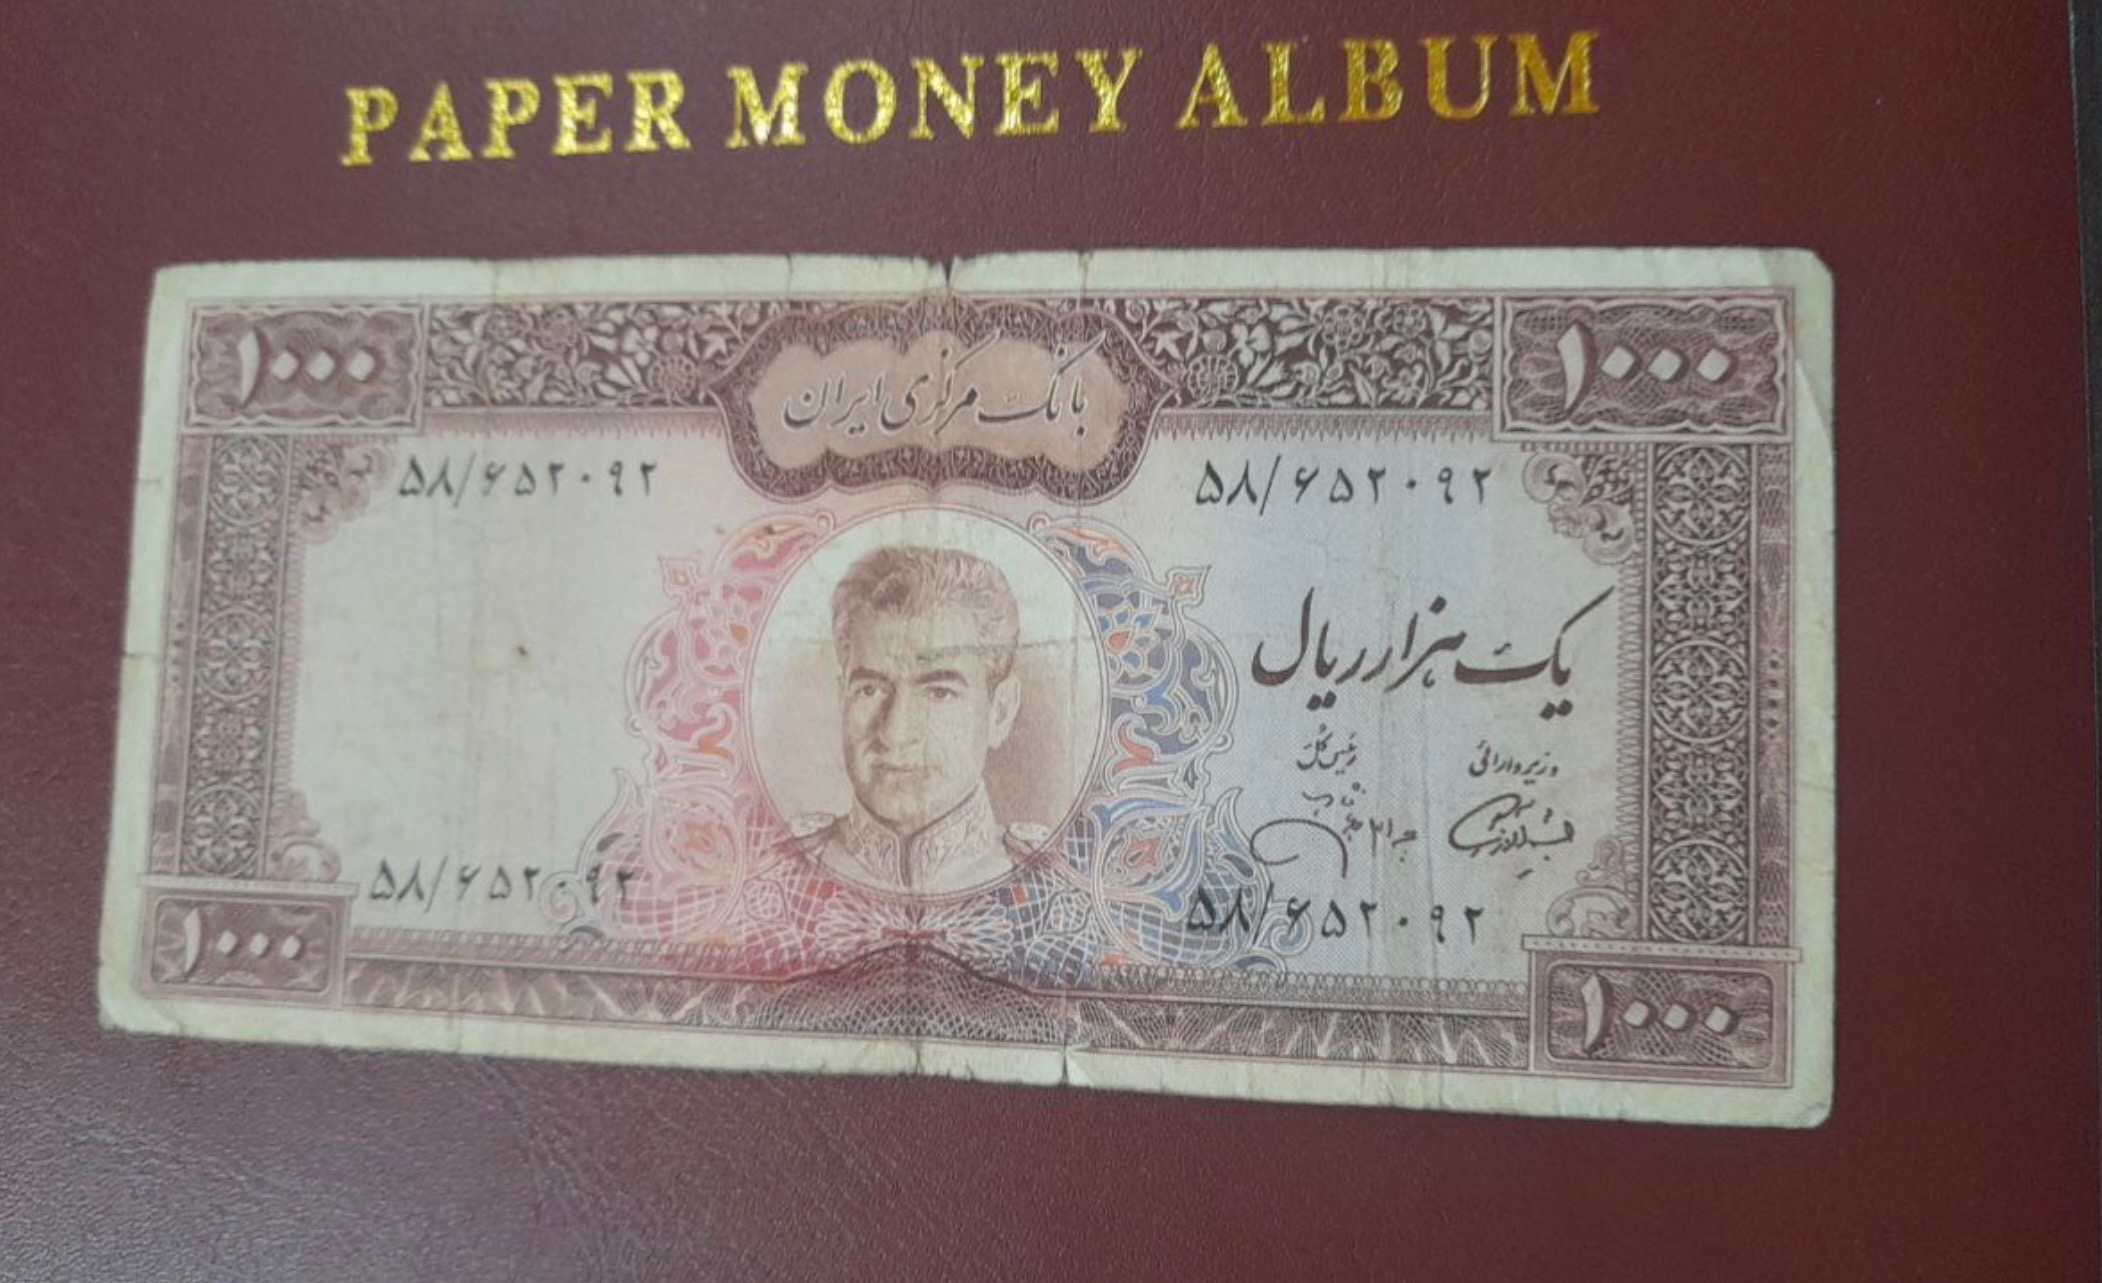 PAPER MONEY ALBUM
۱۰۰۰ بانک مرکزی ایران ۱۰۰۰
۵۸/۶۵۲۰۹۲ ۵۸/۶۵۲۰۹۲
یک هزار ریال
وزیر دارائی رئیس کل
۵۸/۶۵۲۰۹۲ ۵۸/۶۵۲۰۹۲
۱۰۰۰ ۱۰۰۰